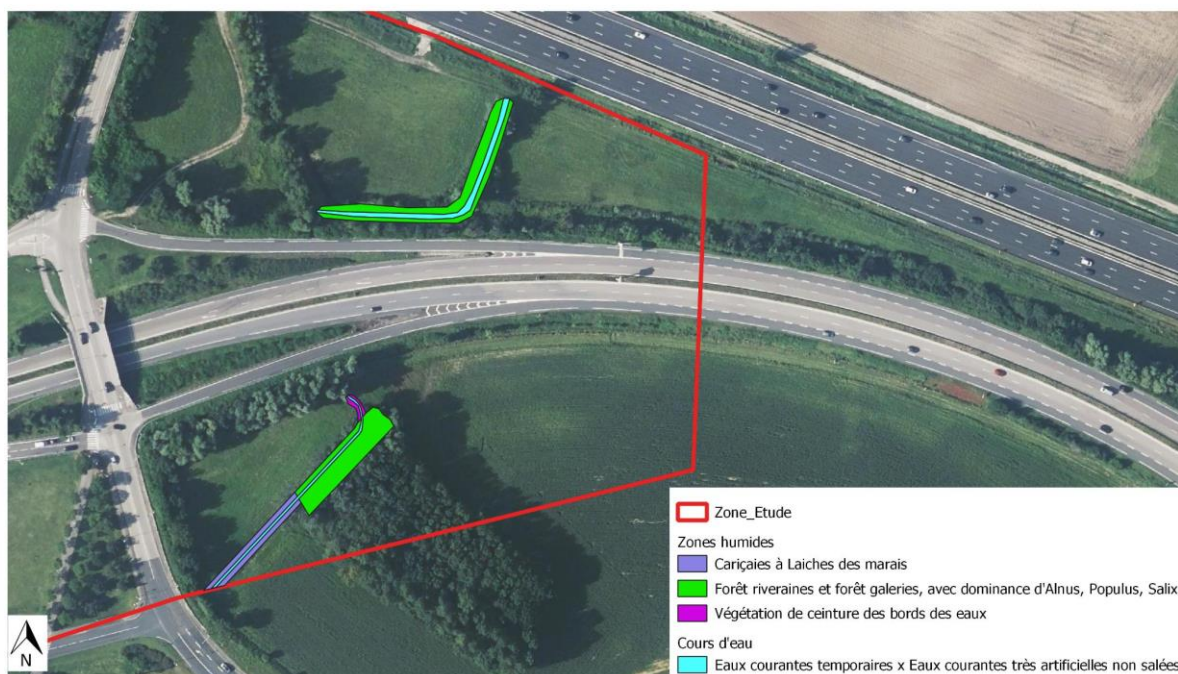 Zone_Etude
Zones humides
Cariçaies à Laiches des marais
Forêt riveraines et forêt galeries, avec dominance d'Alnus, Populus, Salix
Végétation de ceinture des bords des eaux
Cours d'eau
Eaux courantes temporaires x Eaux courantes très artificielles non salées
N